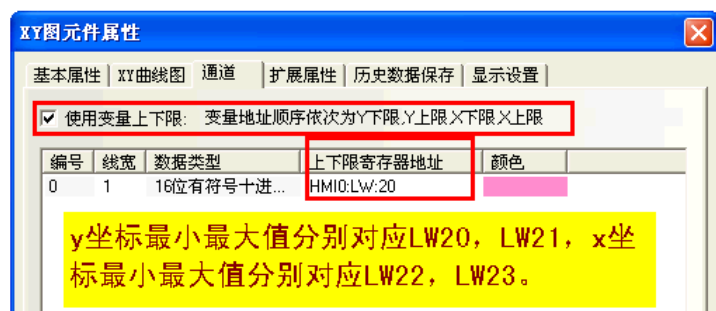 XY图元件属性
基本属性 XY曲线图 通道 扩展属性 历史数据保存 显示设置
使用变量上下限: 变量地址顺序依次为Y下限,Y上限,X下限,X上限
编号 线宽 数据类型 上下限寄存器地址 颜色
0 1 16位有符号十进... HMI0:LW:20
y坐标最小最大值分别对应LW20，LW21，x坐
标最小最大值分别对应LW22，LW23。